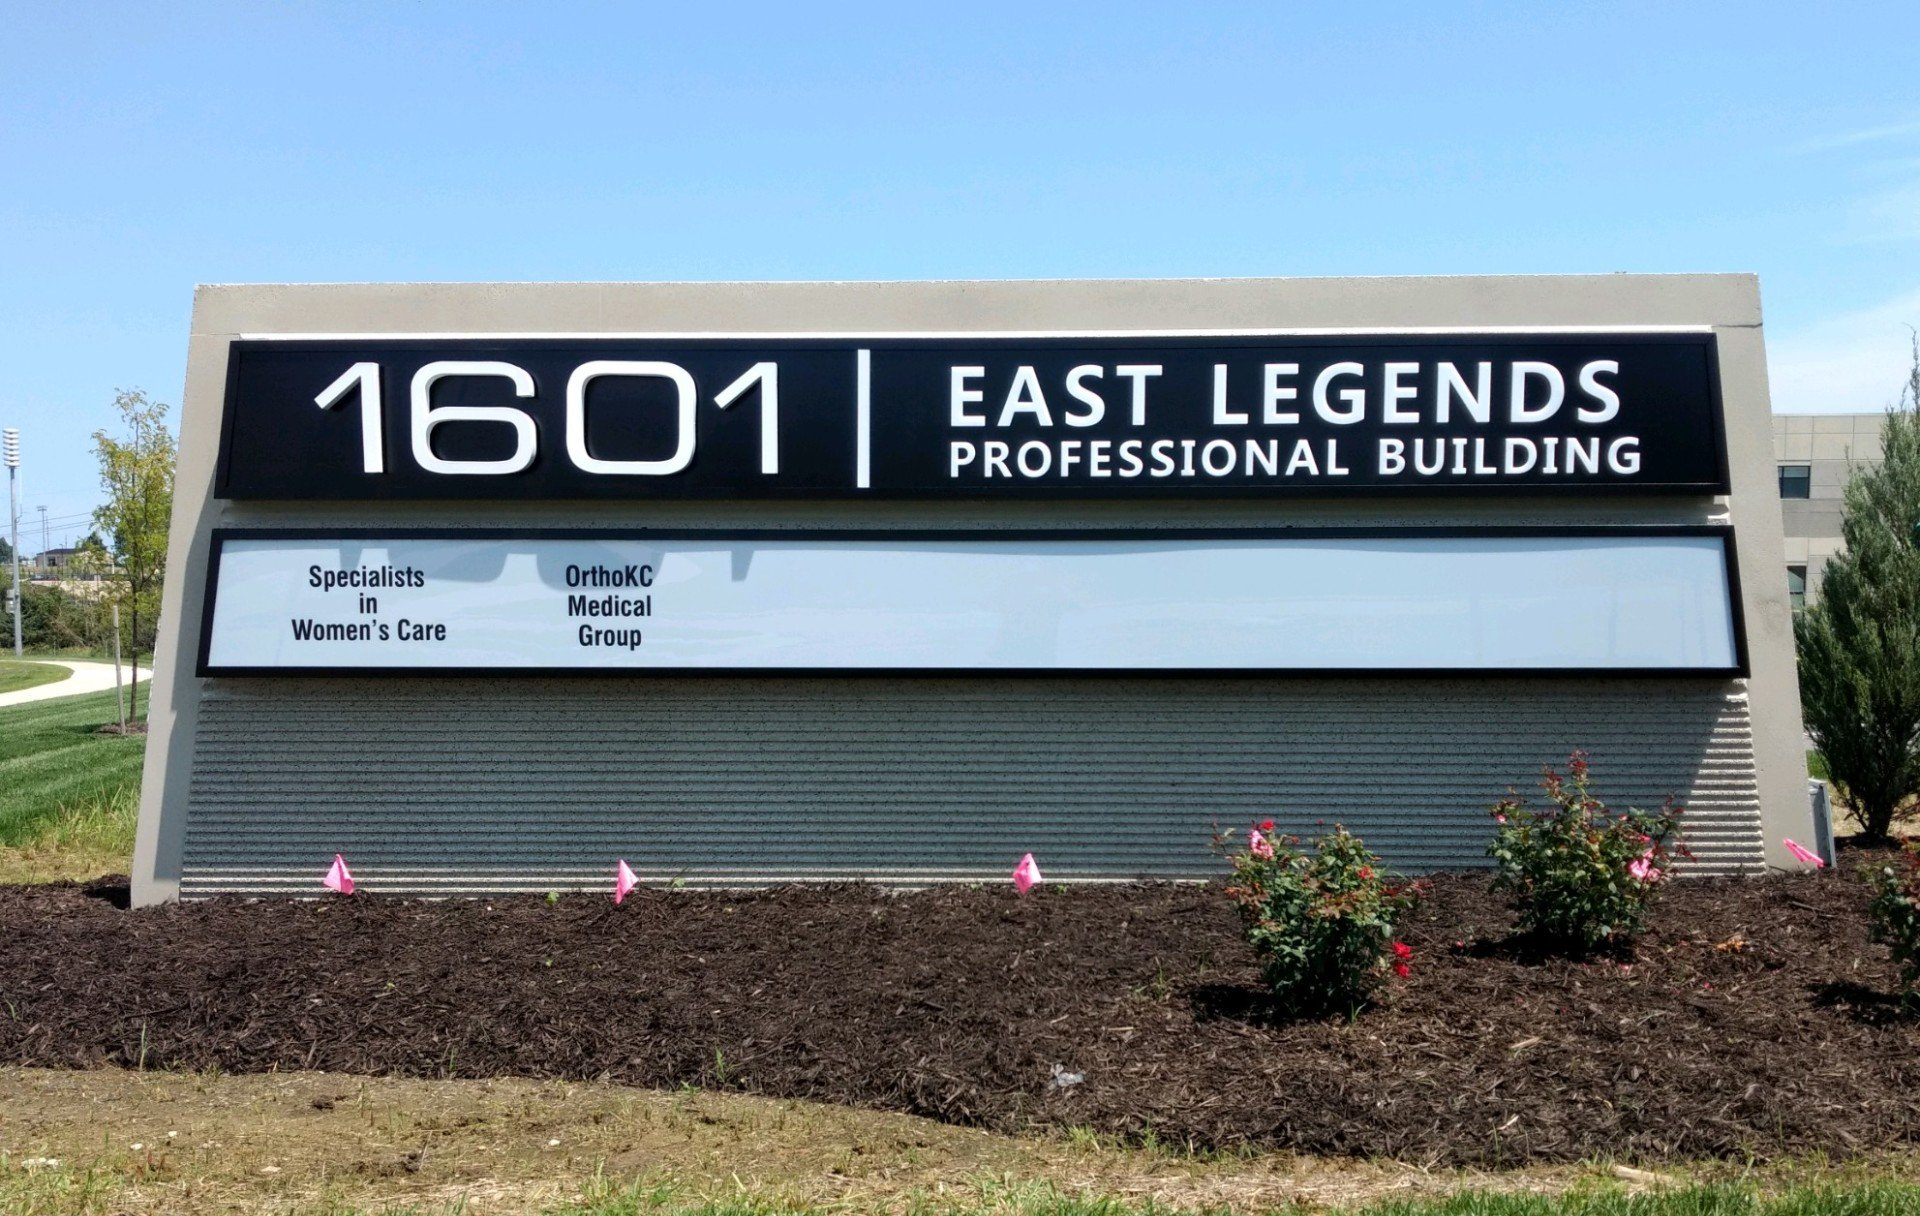 1601 | EAST LEGENDS
PROFESSIONAL BUILDING
Specialists
in
Women's Care
OrthoKC
Medical
Group